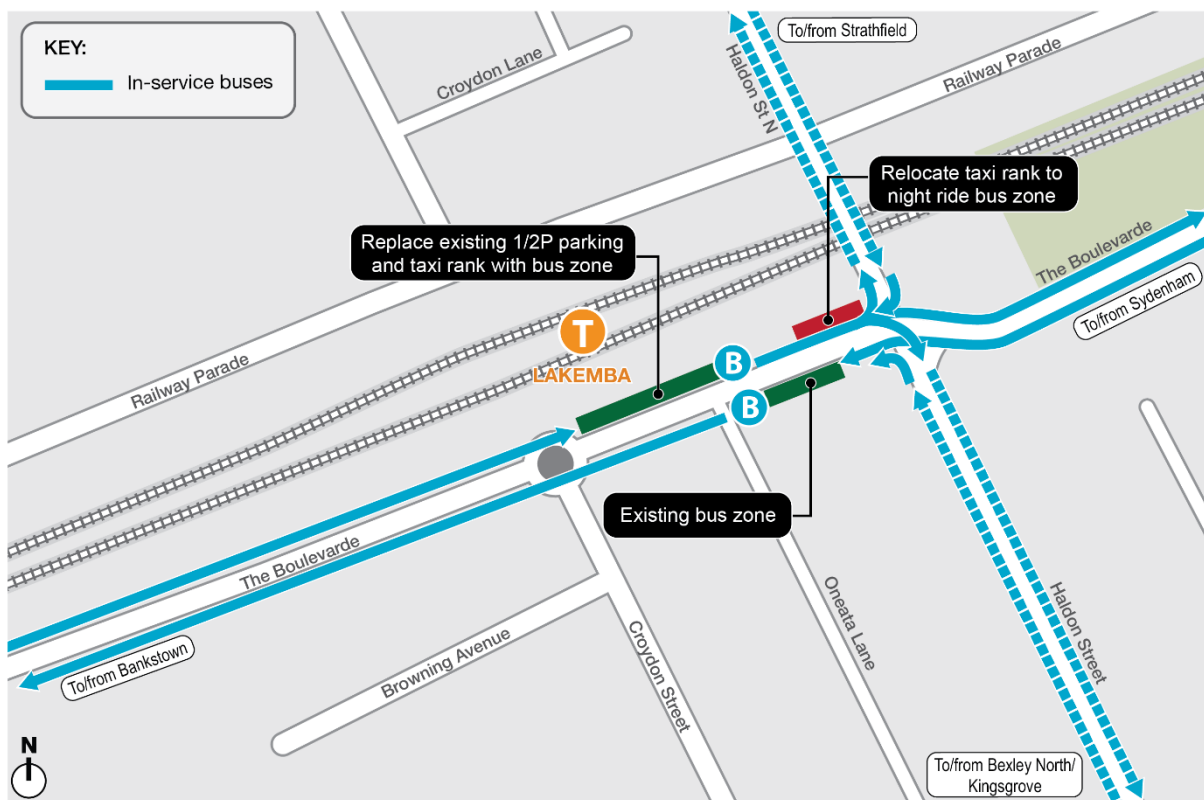 KEY:
In-service buses
To/from Strathfield
Croydon Lane
Haldon St N
Railway Parade
Relocate taxi rank to
night ride bus zone
Replace existing 1/2P parking
and taxi rank with bus zone
The Boulevarde
To/from Sydenham
T
LAKEMBA
B
B
Railway Parade
Existing bus zone
The Boulevarde
Oneata Lane
Haldon Street
Croydon Street
Browning Avenue
To/from Bankstown
N
To/from Bexley North/
Kingsgrove